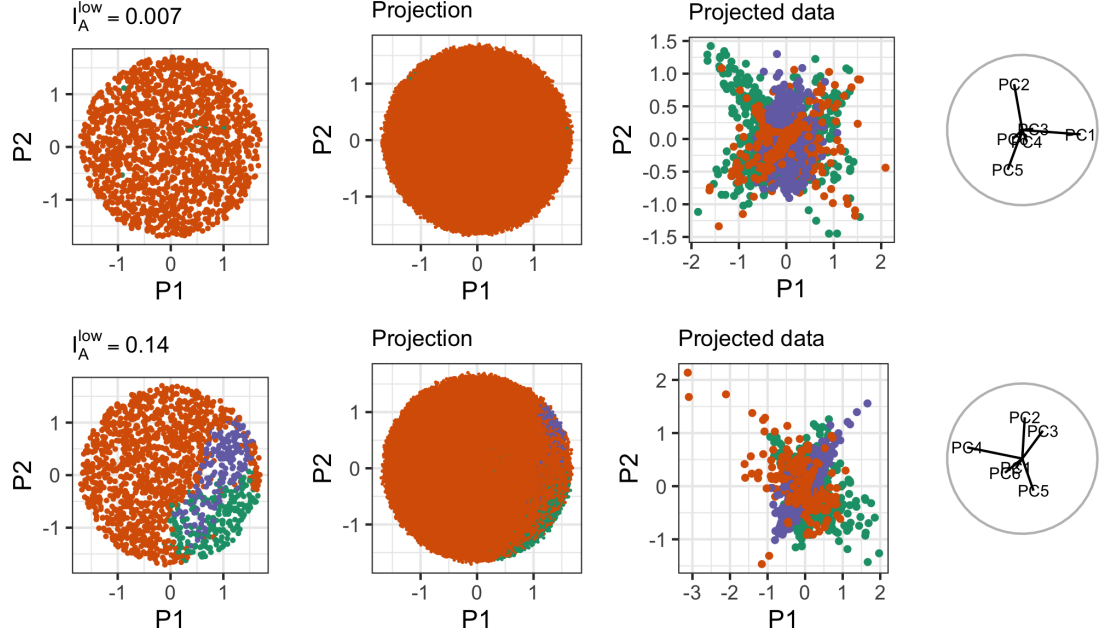 I_A^low = 0.007
Projection
Projected data
P2
1
0
-1
-1 0 1
P1
P2
1
0
-1
-1 0 1
P1
P2
1.5
1.0
0.5
0.0
-0.5
-1.0
-1.5
-2 -1 0 1 2
P1
PC2
PC3
PC1
PC4
PC5
I_A^low = 0.14
Projection
Projected data
P2
1
0
-1
-1 0 1
P1
P2
1
0
-1
-1 0 1
P1
P2
2
1
0
-1
-3 -2 -1 0 1 2
P1
PC2
PC3
PC4
PC6
PC5